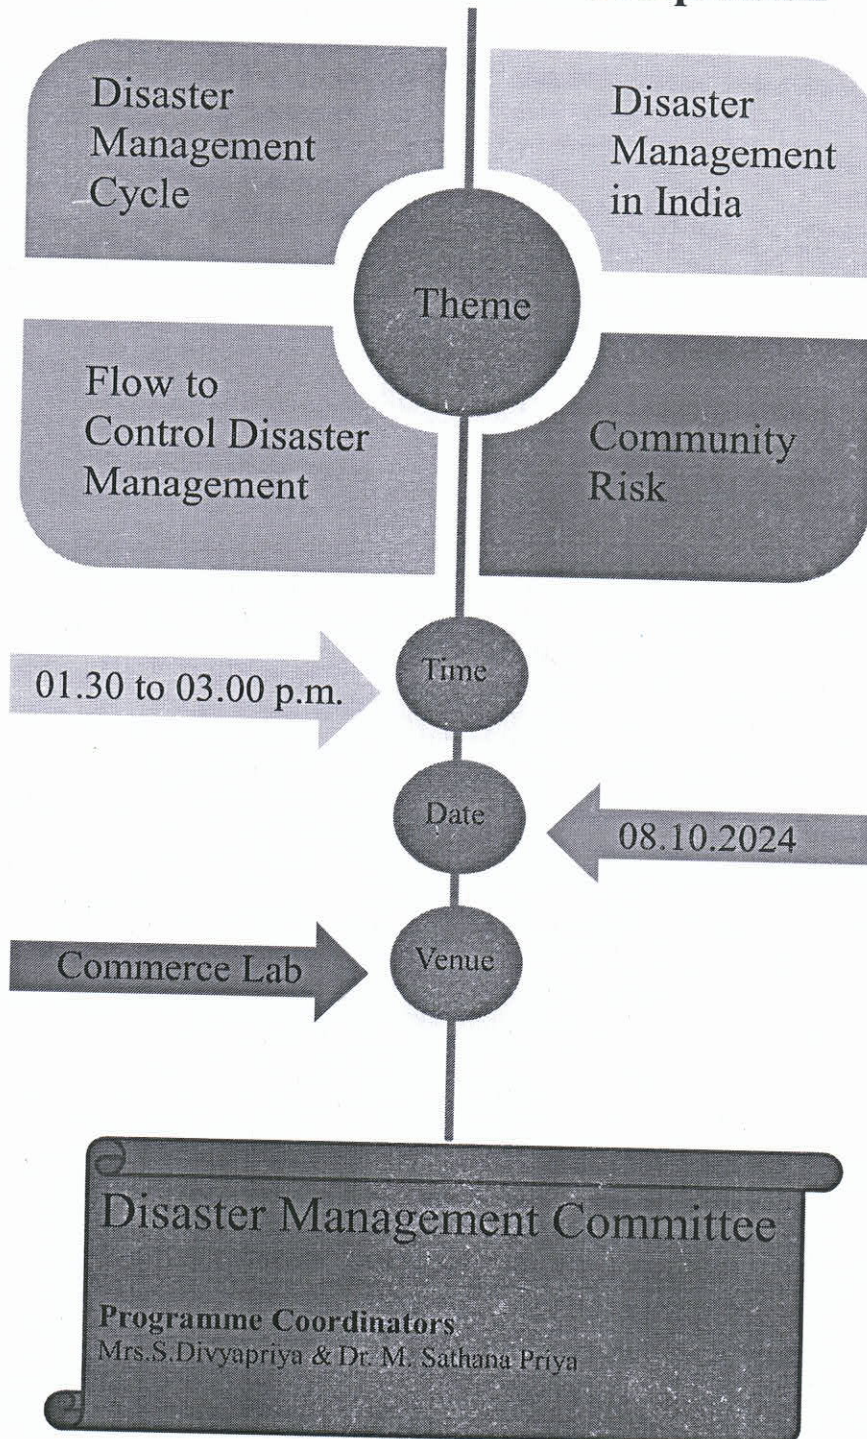 Disaster
Management
Cycle
Disaster
Management
in India
Theme
Flow to
Control Disaster
Management
Community
Risk
01.30 to 03.00 p.m.
Time
Date
08.10.2024
Commerce Lab
Venue
Disaster Management Committee
Programme Coordinators
Mrs.S.Divyapriya & Dr. M. Sathana Priya